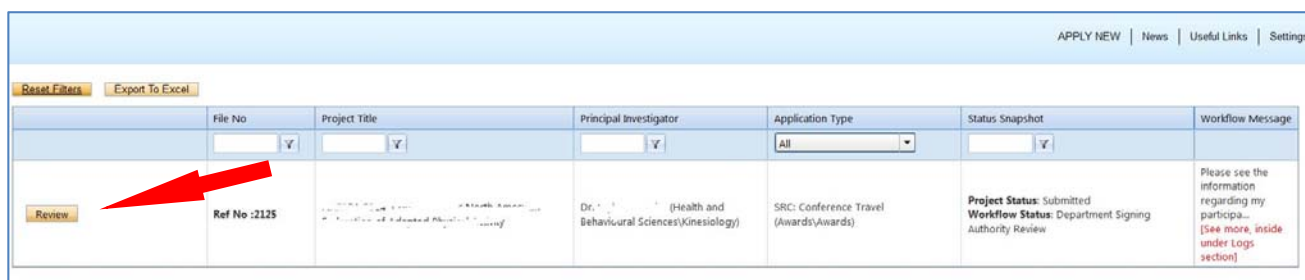 APPLY NEW | News | Useful Links | Settings
Reset Filters Export To Excel
File No Project Title Principal Investigator Application Type Status Snapshot Workflow Message
All
Review Ref No :2125 Dr. (Health and Behavioural Sciences\Kinesiology) SRC: Conference Travel (Awards\Awards) Project Status: Submitted
Workflow Status: Department Signing Authority Review
Please see the
information
regarding my
participa...
[See more, inside
under Logs
section]